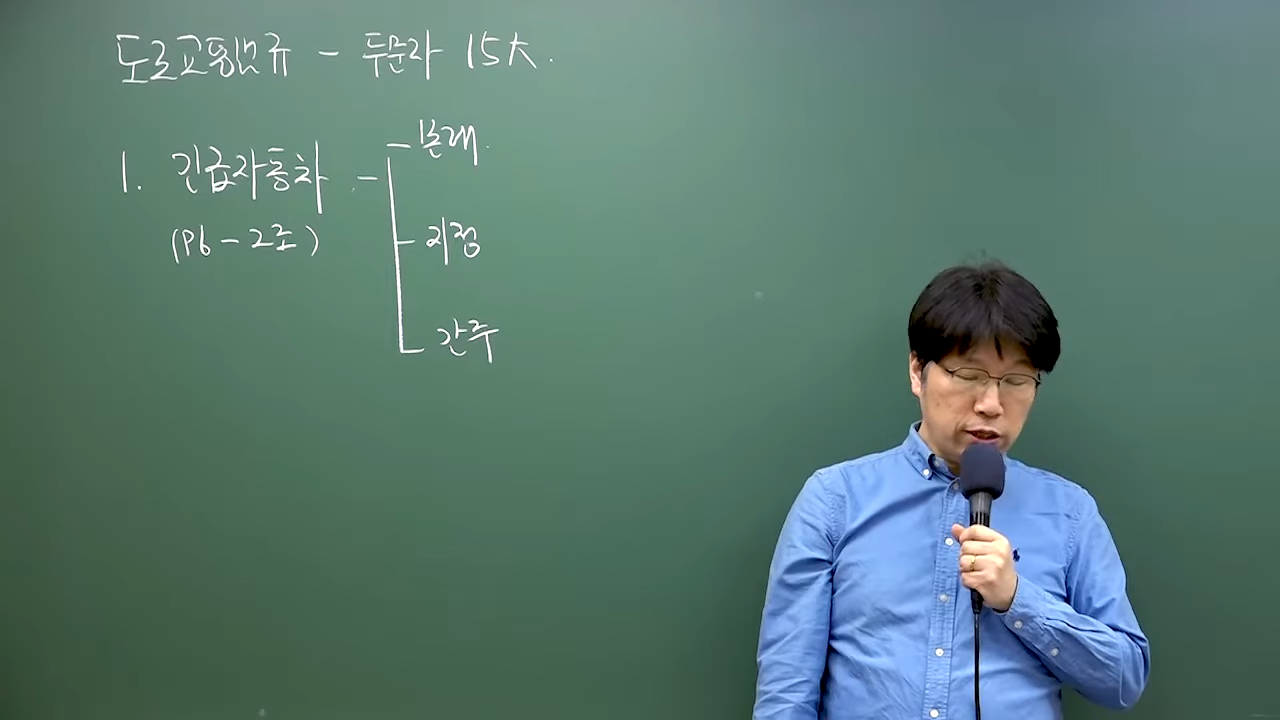 도로교통법규 - 두문자 15大.
1. 긴급자동차 - 본래.
(P6 - 2조) 지정
간주